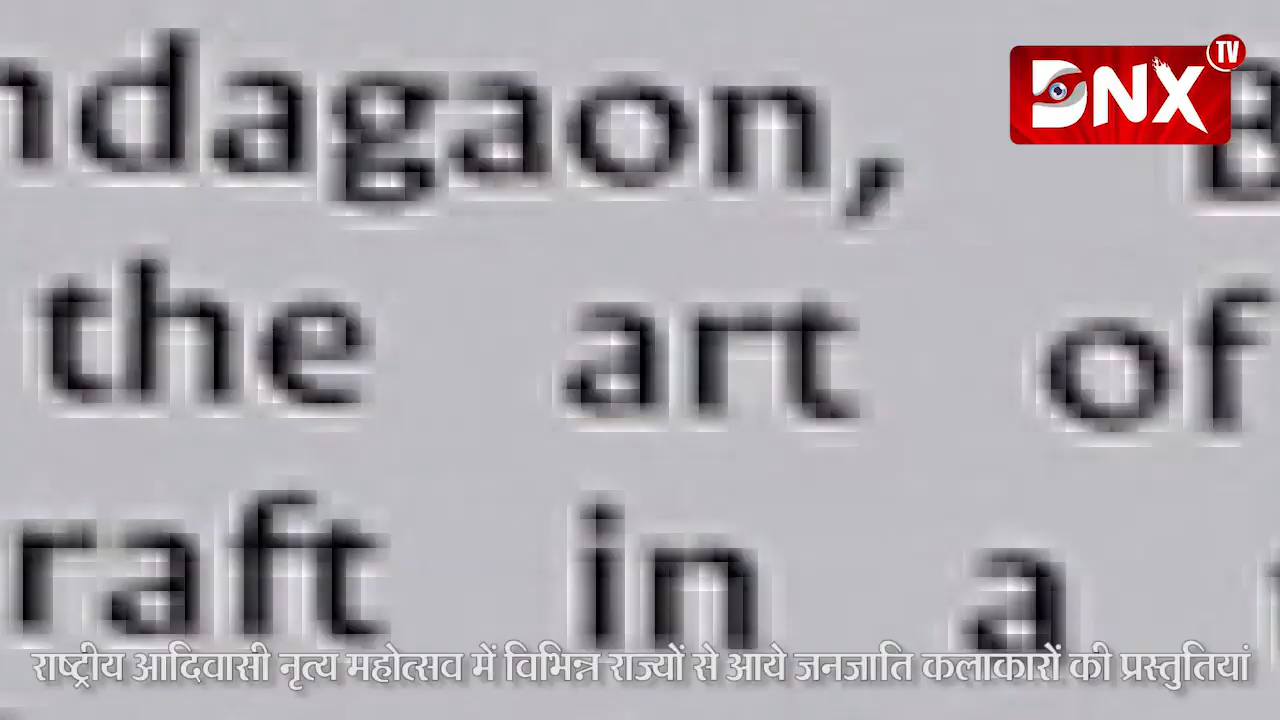 DNX TV
ndagaon,
the art of
raft in a
राष्ट्रीय आदिवासी नृत्य महोत्सव में विभिन्न राज्यों से आये जनजाति कलाकारों की प्रस्तुतियां